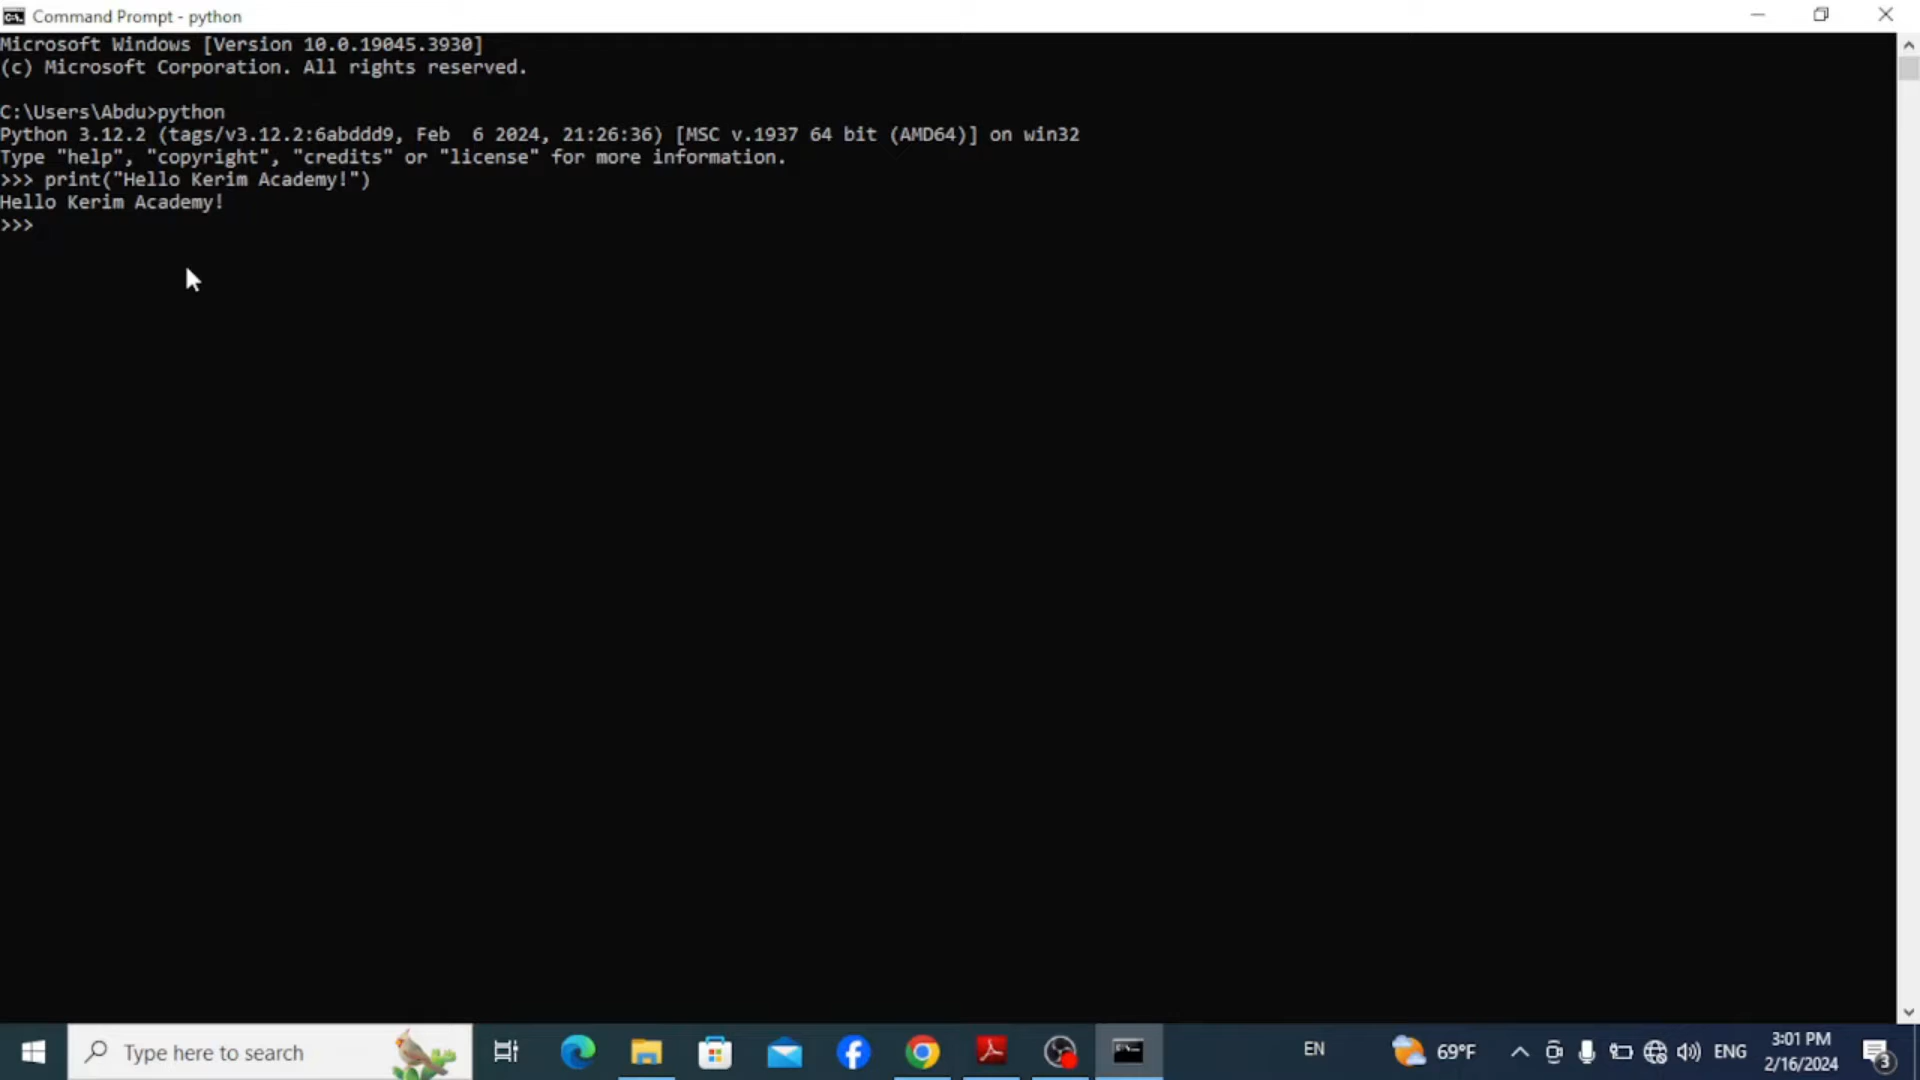 Command Prompt - python
Microsoft Windows [Version 10.0.19045.3930]
(c) Microsoft Corporation. All rights reserved.
C:\Users\Abdu>python
Python 3.12.2 (tags/v3.12.2:6abddd9, Feb  6 2024, 21:26:36) [MSC v.1937 64 bit (AMD64)] on win32
Type "help", "copyright", "credits" or "license" for more information.
>>> print("Hello Kerim Academy!")
Hello Kerim Academy!
>>>
Type here to search
EN
69°F
ENG
3:01 PM
2/16/2024
3